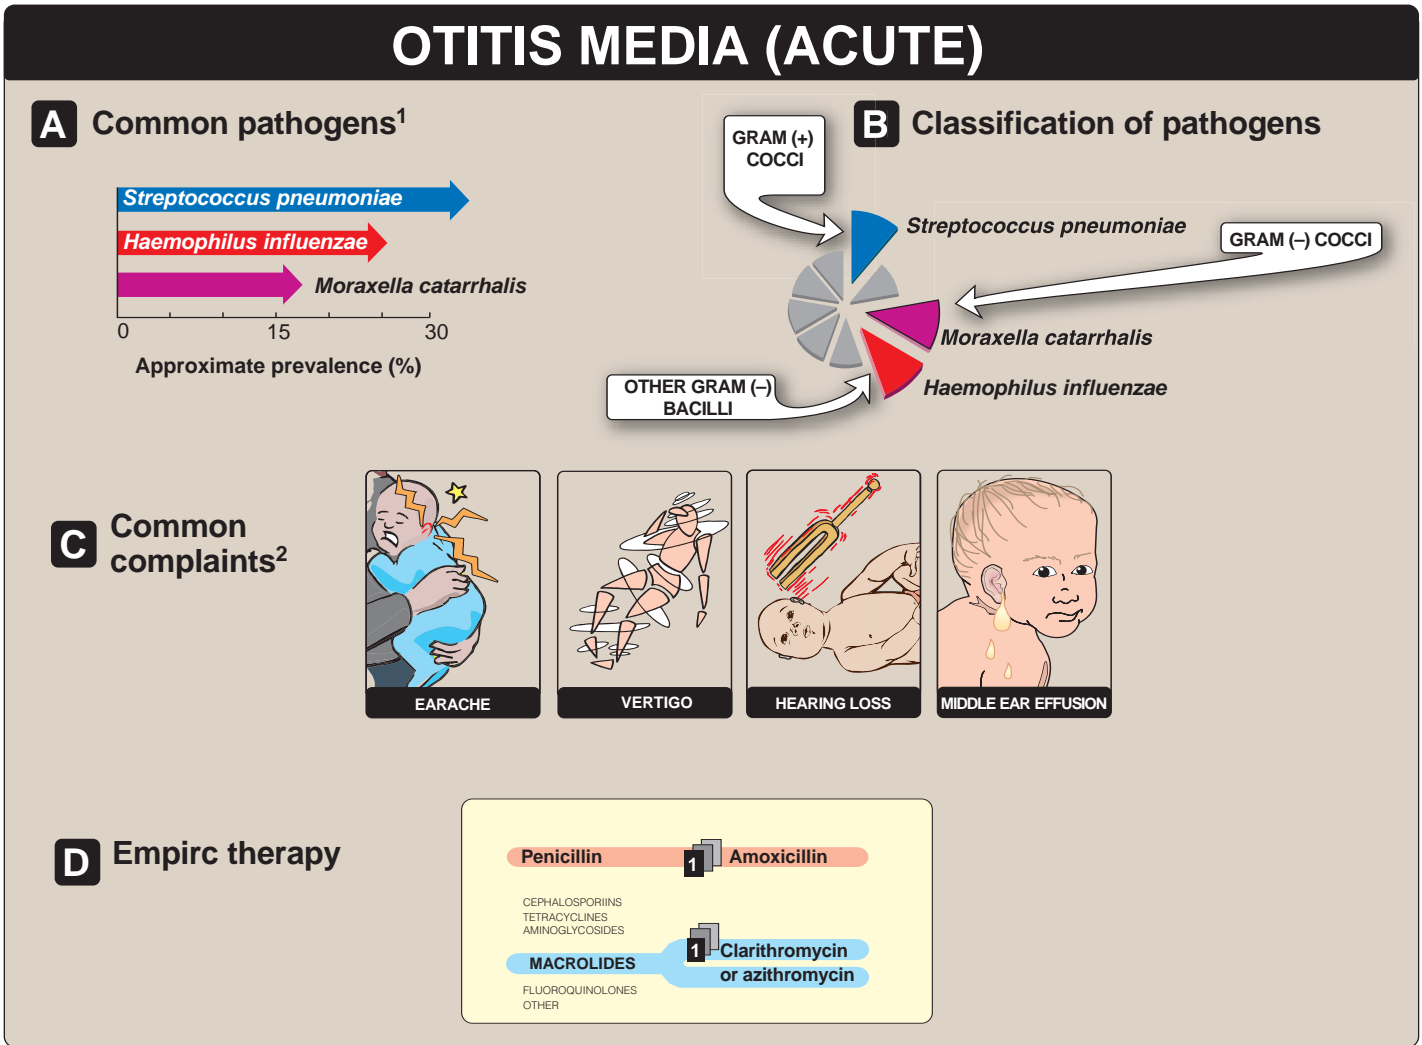 OTITIS MEDIA (ACUTE)
A Common pathogens1
Streptococcus pneumoniae
Haemophilus influenzae
Moraxella catarrhalis
0 15 30
Approximate prevalence (%)
B Classification of pathogens
GRAM (+)
COCCI
Streptococcus pneumoniae
GRAM (–) COCCI
Moraxella catarrhalis
Haemophilus influenzae
OTHER GRAM (–)
BACILLI
C Common
complaints2
EARACHE
VERTIGO
HEARING LOSS
MIDDLE EAR EFFUSION
D Empirc therapy
Penicillin 1 Amoxicillin
CEPHALOSPORIINS
TETRACYCLINES
AMINOGLYCOSIDES
MACROLIDES 1 Clarithromycin
or azithromycin
FLUOROQUINOLONES
OTHER